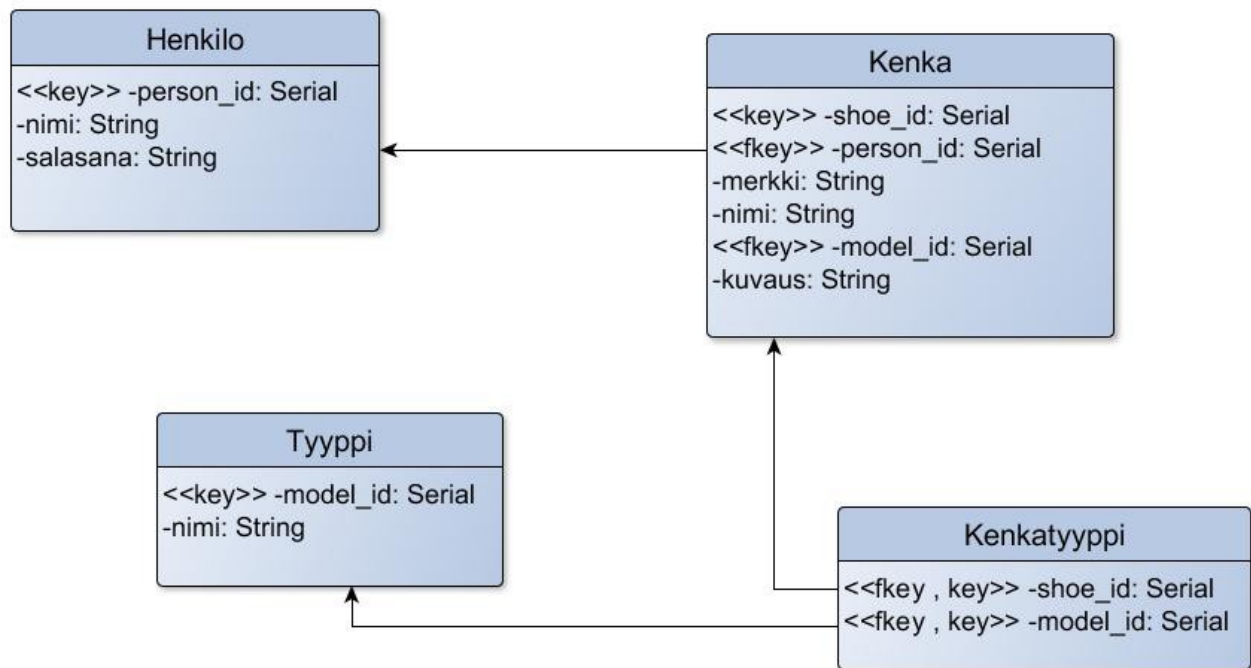 Henkilo
<<key>> -person_id: Serial
-nimi: String
-salasana: String
Kenka
<<key>> -shoe_id: Serial
<<fkey>> -person_id: Serial
-merkki: String
-nimi: String
<<fkey>> -model_id: Serial
-kuvaus: String
Tyyppi
<<key>> -model_id: Serial
-nimi: String
Kenkatyyppi
<<fkey , key>> -shoe_id: Serial
<<fkey , key>> -model_id: Serial